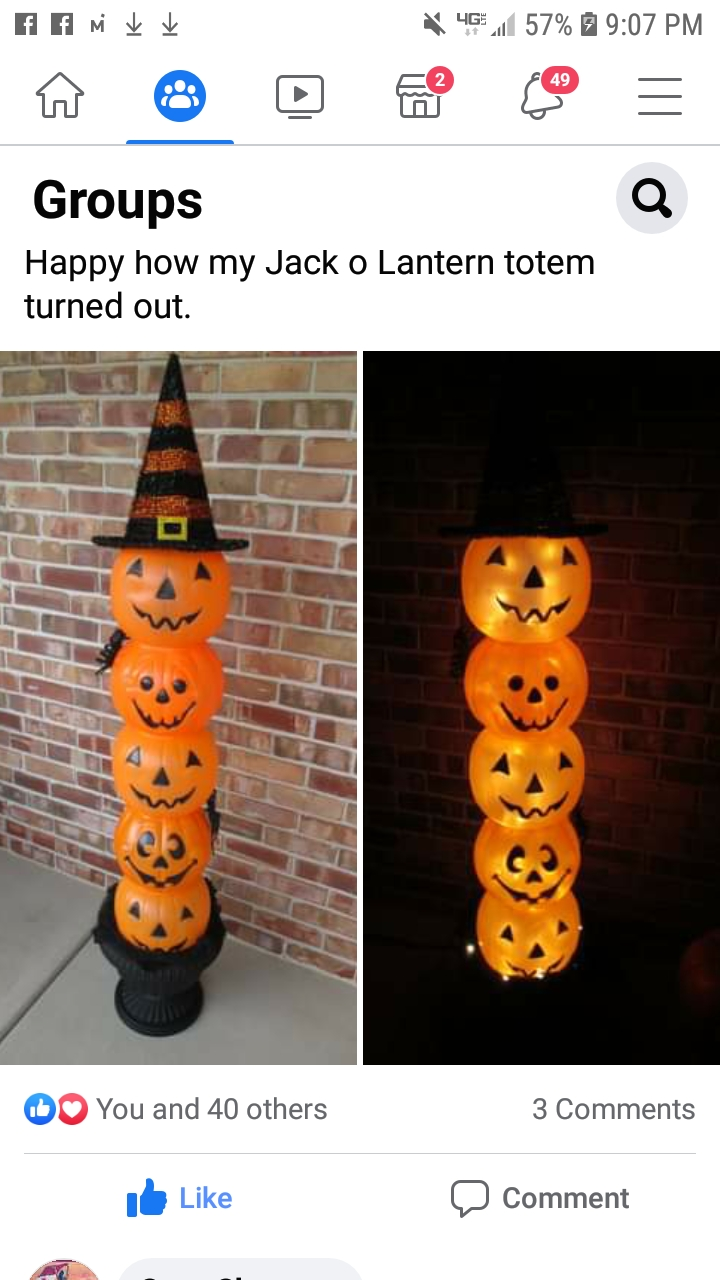 4G LTE 57% 9:07 PM
2 49
Groups
Happy how my Jack o Lantern totem
turned out.
You and 40 others 3 Comments
Like Comment